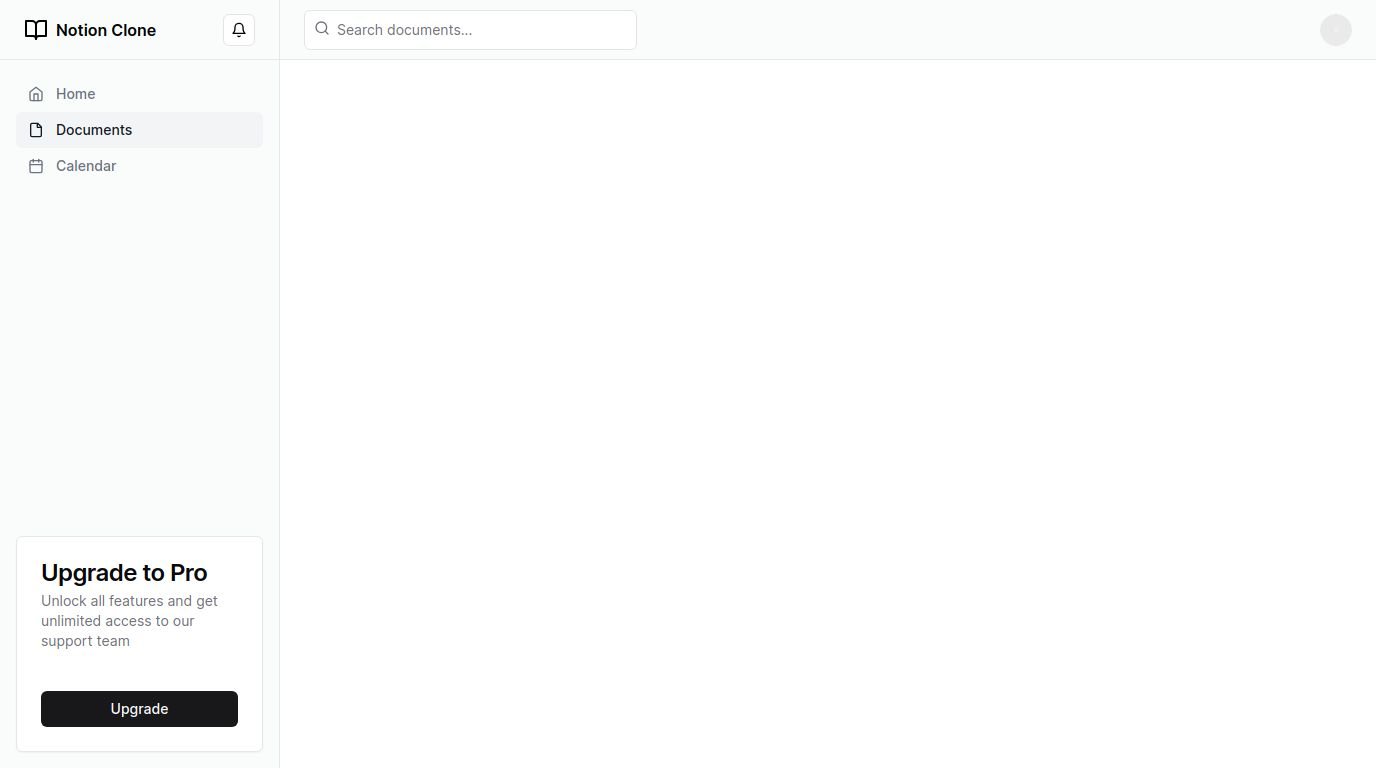 Notion Clone
Search documents...
Home
Documents
Calendar
Upgrade to Pro
Unlock all features and get
unlimited access to our
support team
Upgrade